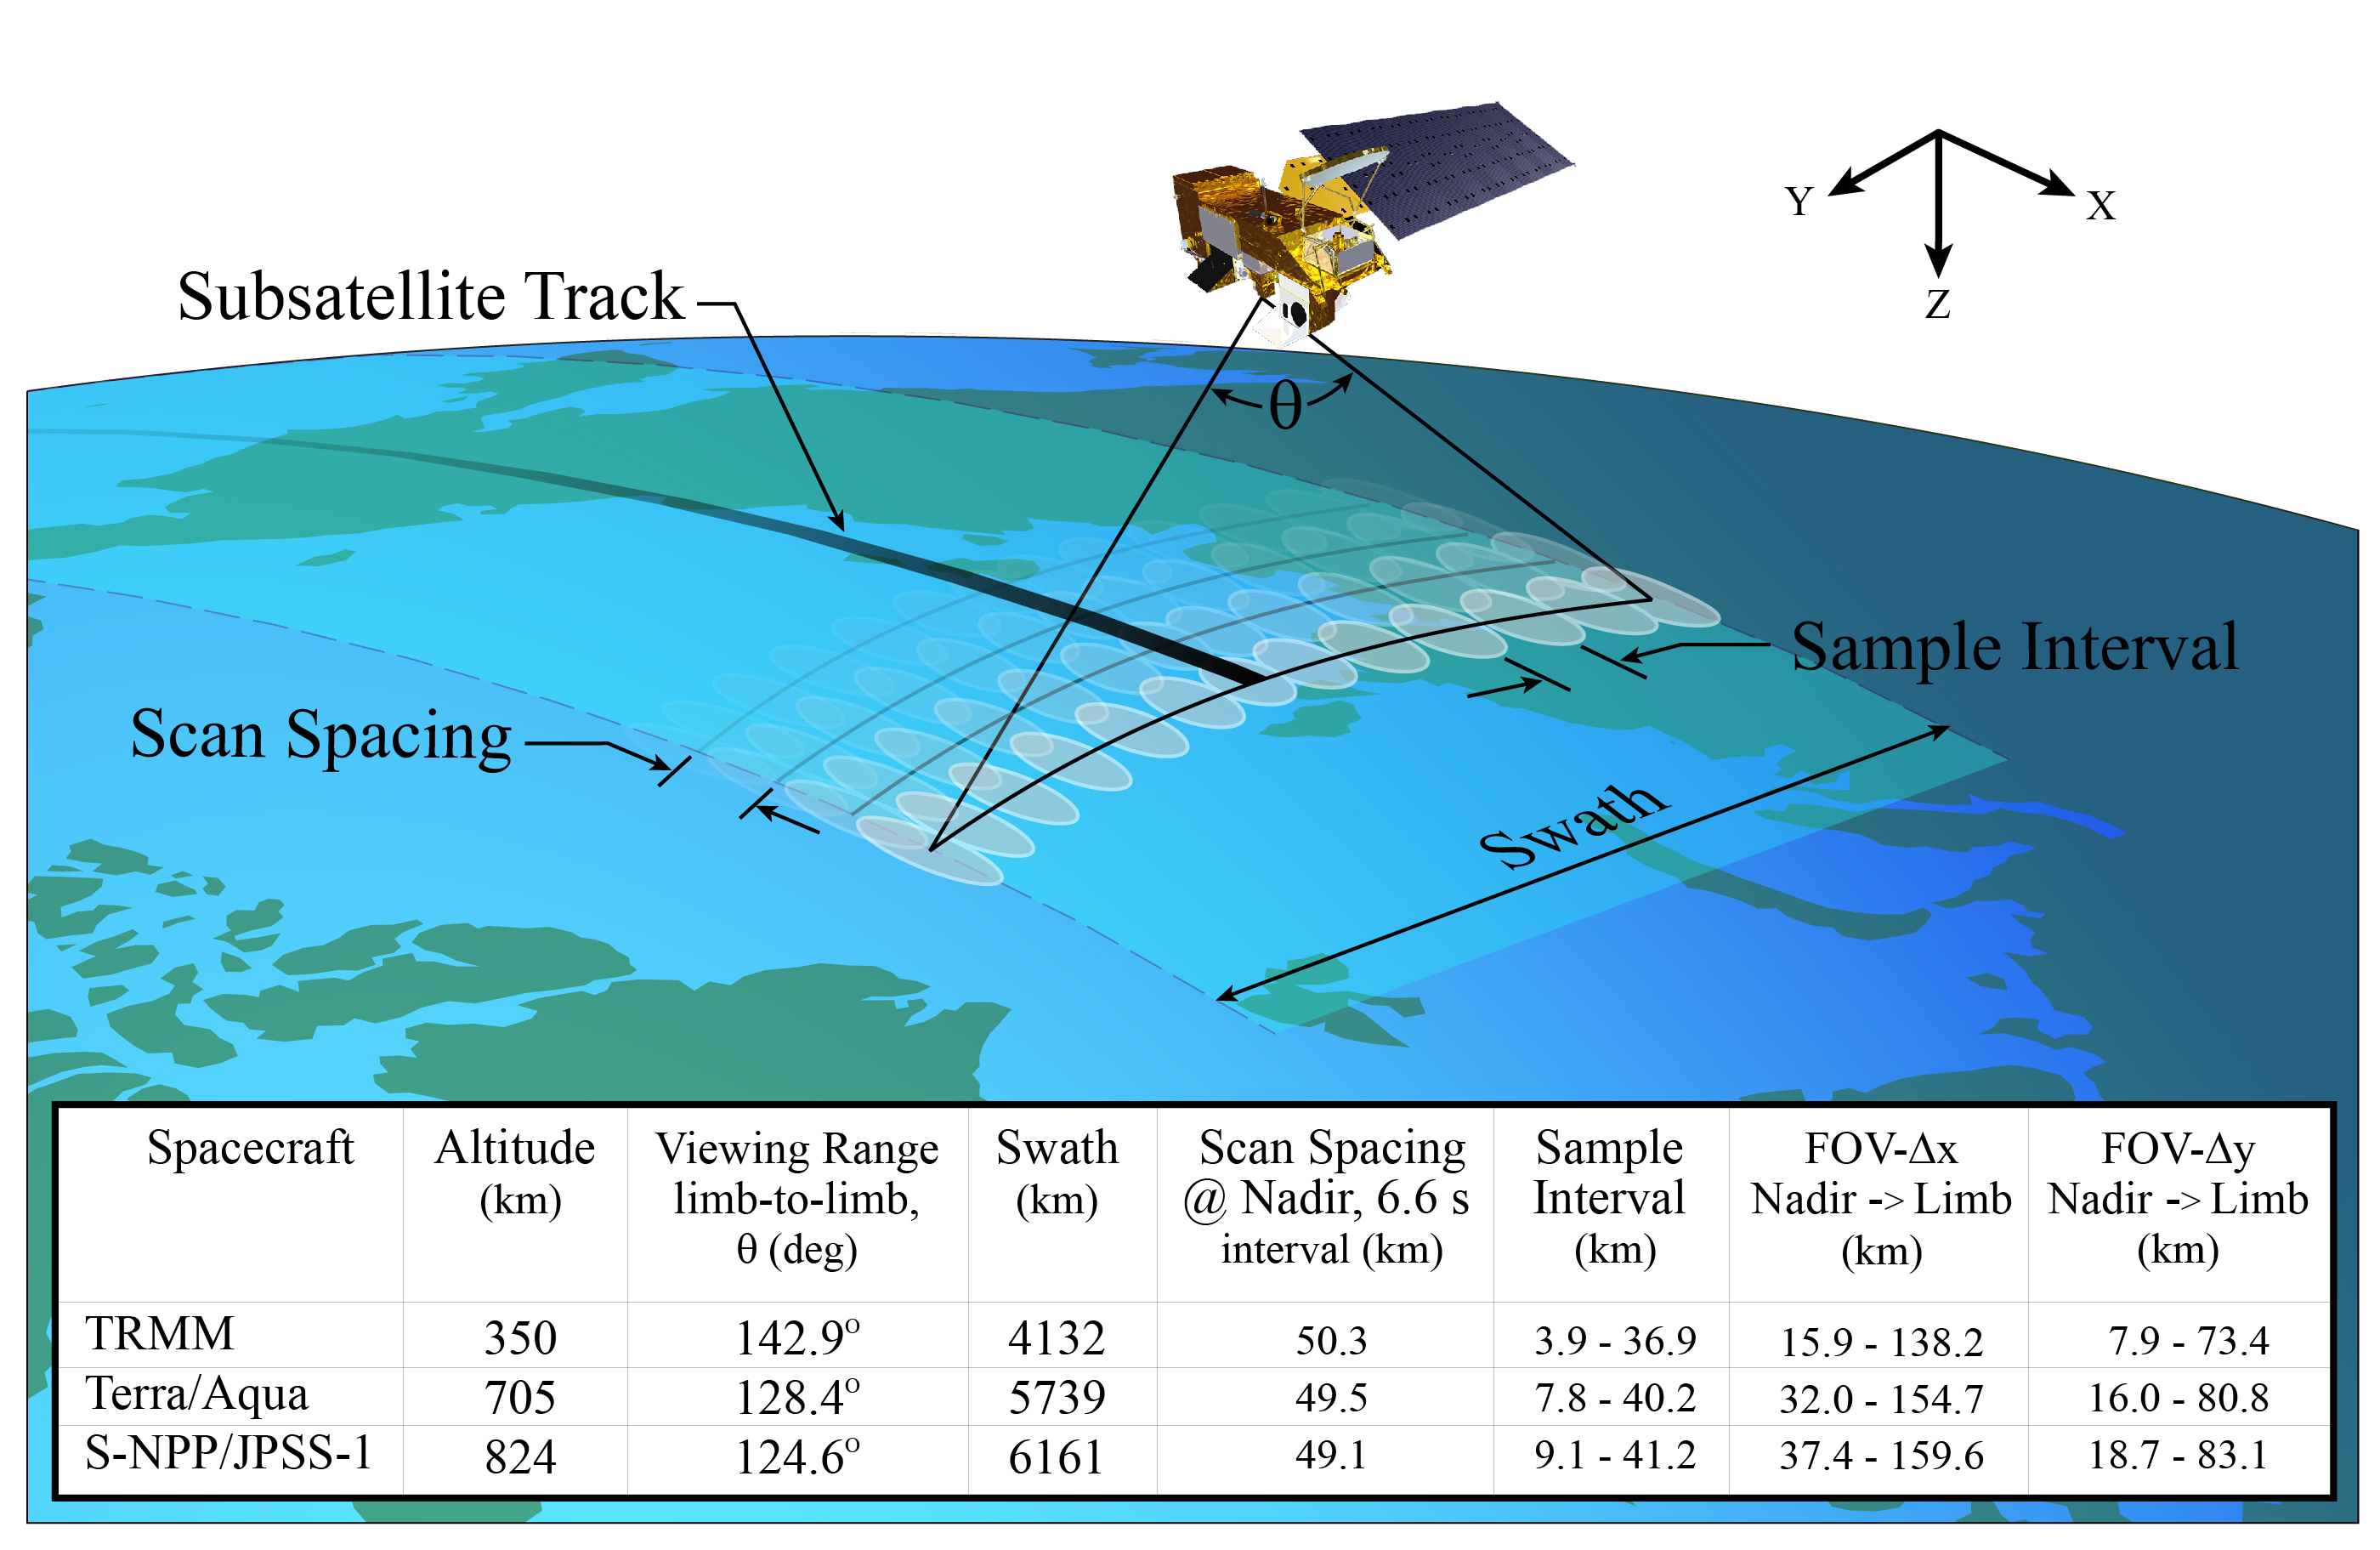 Y
X
Z
Subsatellite Track
θ
Sample Interval
Scan Spacing
Swath
Spacecraft
Altitude
(km)
Viewing Range
limb-to-limb,
θ (deg)
Swath
(km)
Scan Spacing
@ Nadir, 6.6 s
interval (km)
Sample
Interval
(km)
FOV-Δx
Nadir -> Limb
(km)
FOV-Δy
Nadir -> Limb
(km)
TRMM 350 142.9° 4132 50.3 3.9 - 36.9 15.9 - 138.2 7.9 - 73.4
Terra/Aqua 705 128.4° 5739 49.5 7.8 - 40.2 32.0 - 154.7 16.0 - 80.8
S-NPP/JPSS-1 824 124.6° 6161 49.1 9.1 - 41.2 37.4 - 159.6 18.7 - 83.1